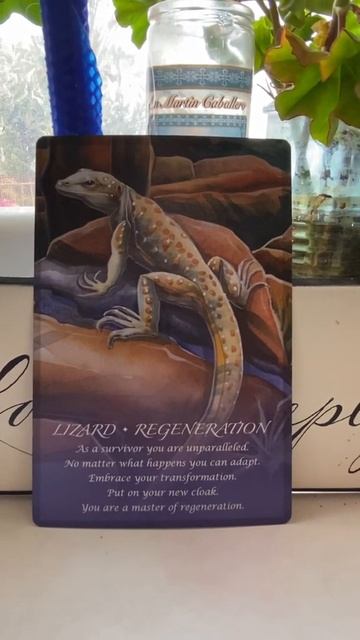 Martin Caballero
LIZARD • REGENERATION
As a survivor you are unparalleled.
No matter what happens you can adapt.
Embrace your transformation.
Put on your new cloak.
You are a master of regeneration.